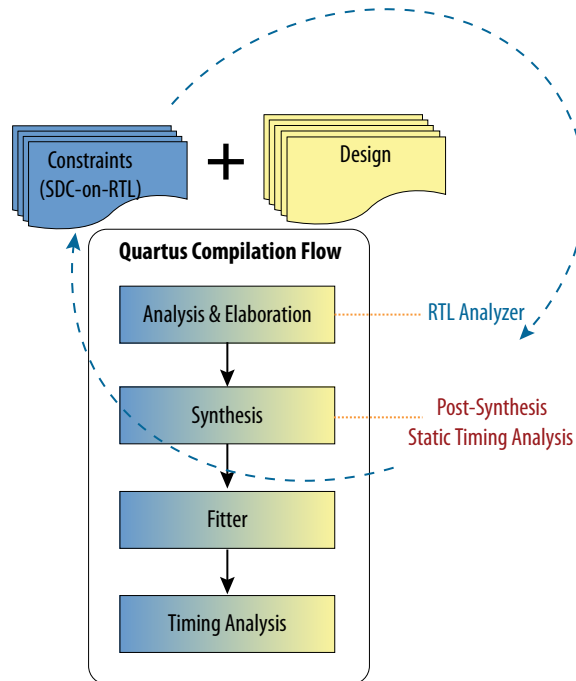 Constraints
(SDC-on-RTL)
+
Design
Quartus Compilation Flow
Analysis & Elaboration
RTL Analyzer
Synthesis
Post-Synthesis
Static Timing Analysis
Fitter
Timing Analysis